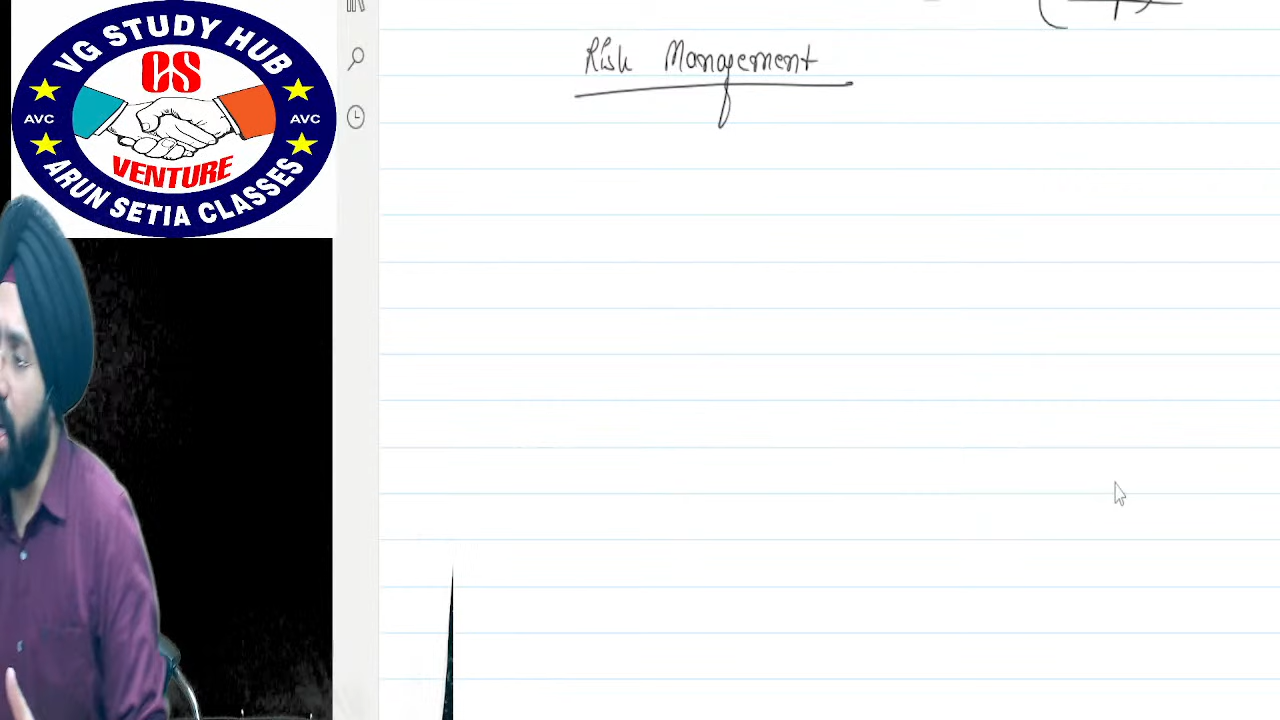 VG STUDY HUB
CS
AVC
AVC
VENTURE
ARUN SETIA CLASSES
Risk Management